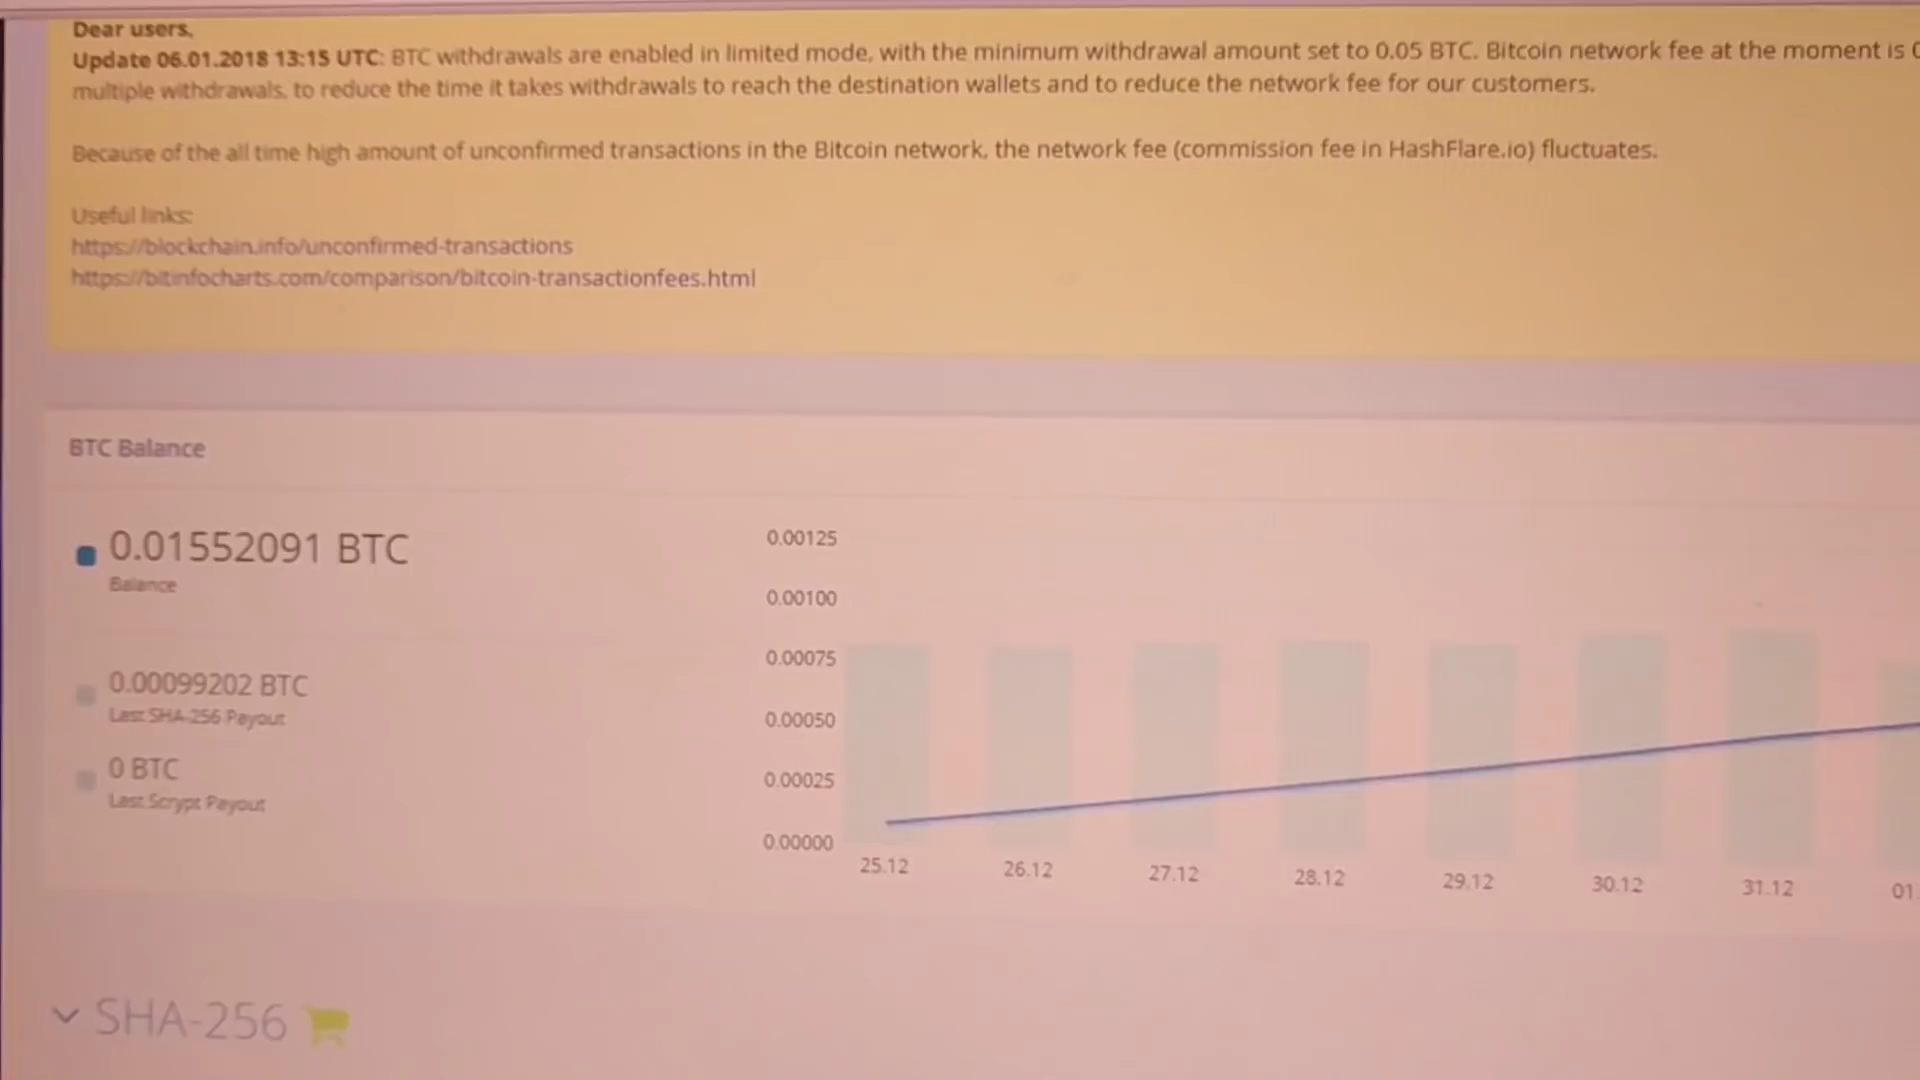 Dear users,
Update 06.01.2018 13:15 UTC: BTC withdrawals are enabled in limited mode, with the minimum withdrawal amount set to 0.05 BTC. Bitcoin network fee at the moment is
multiple withdrawals, to reduce the time it takes withdrawals to reach the destination wallets and to reduce the network fee for our customers.
Because of the all time high amount of unconfirmed transactions in the Bitcoin network, the network fee (commission fee in HashFlare.io) fluctuates.
Useful links:
https://blockchain.info/unconfirmed-transactions
https://bitinfocharts.com/comparison/bitcoin-transactionfees.html
BTC Balance
0.01552091 BTC
Balance
0.00099202 BTC
Last SHA-256 Payout
0 BTC
Last Scrypt Payout
0.00125
0.00100
0.00075
0.00050
0.00025
0.00000
25.12 26.12 27.12 28.12 29.12 30.12 31.12 01
SHA-256